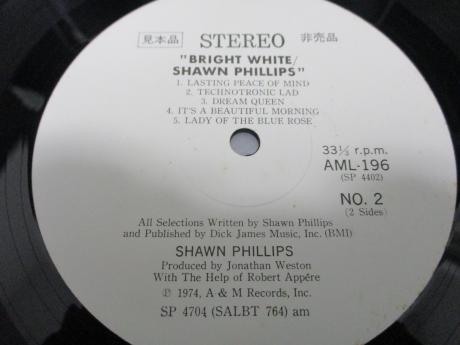 見本品 STEREO 非売品
"BRIGHT WHITE/
SHAWN PHILLIPS"
1. LASTING PEACE OF MIND
2. TECHNOTRONIC LAD
3. DREAM QUEEN
4. IT'S A BEAUTIFUL MORNING
5. LADY OF THE BLUE ROSE
33⅓ r.p.m.
AML-196
(SP 4402)
NO. 2
(2 Sides)
All Selections Written by Shawn Phillips
and Published by Dick James Music, Inc. (BMI)
SHAWN PHILLIPS
Produced by Jonathan Weston
With The Help of Robert Appére
℗ 1974, A & M Records, Inc.
SP 4704 (SALBT 764) am